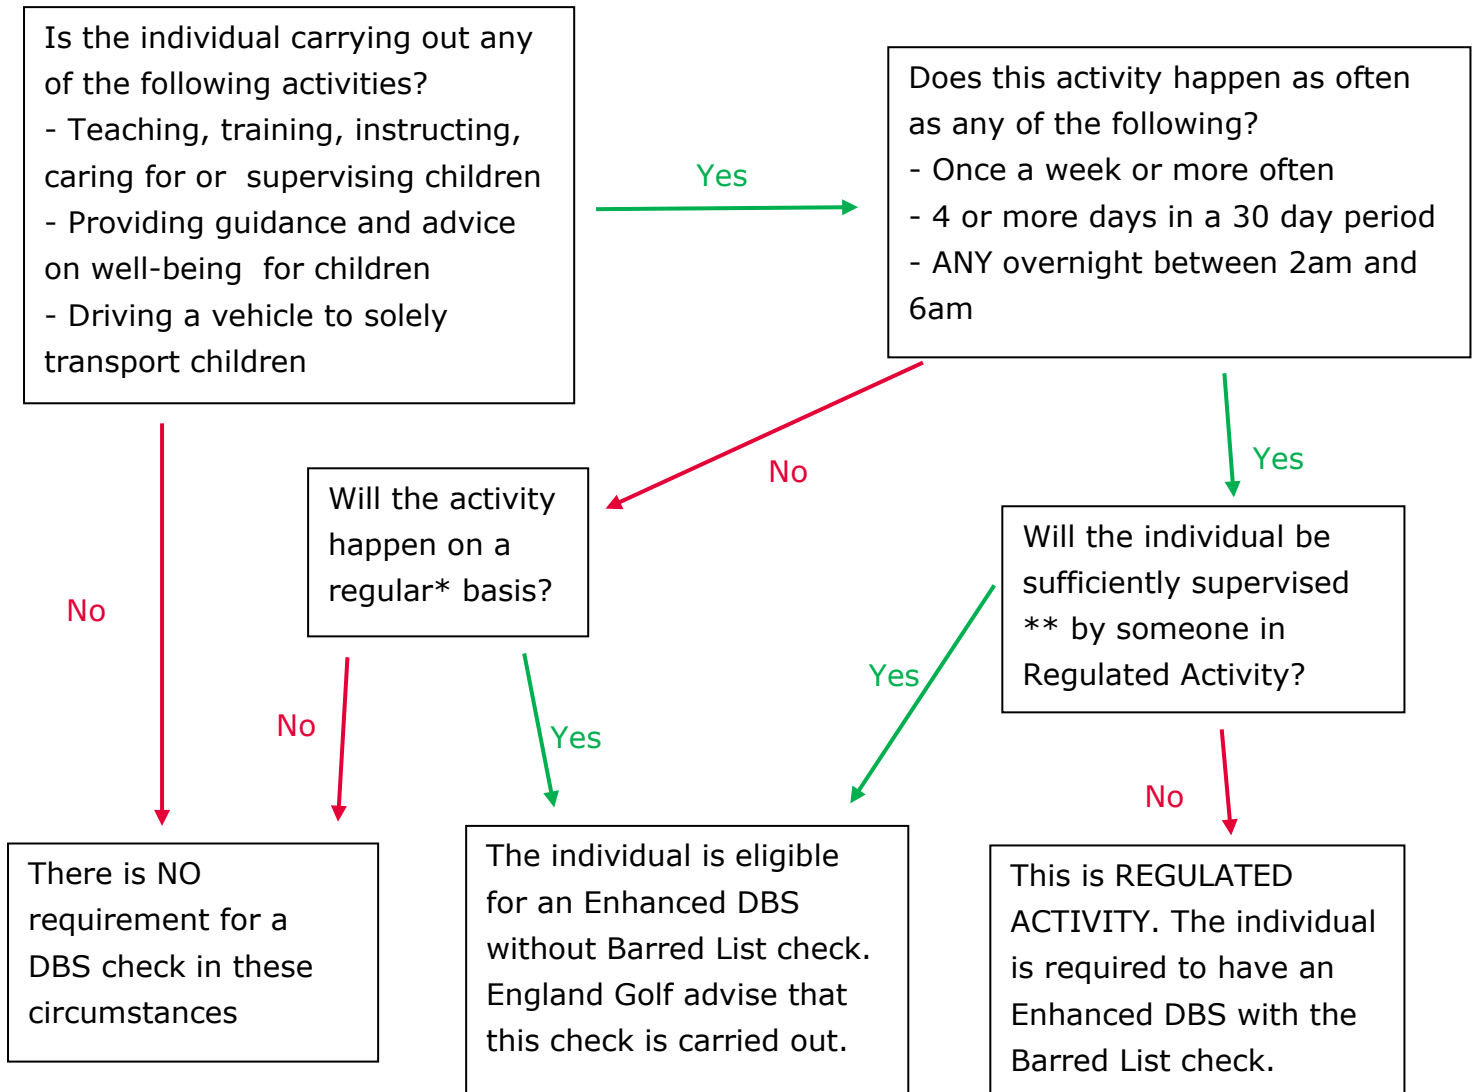 Is the individual carrying out any
of the following activities?
- Teaching, training, instructing,
caring for or  supervising children
- Providing guidance and advice
on well-being  for children
- Driving a vehicle to solely
transport children
Yes
Does this activity happen as often
as any of the following?
- Once a week or more often
- 4 or more days in a 30 day period
- ANY overnight between 2am and
6am
No
Yes
No
Will the activity
happen on a
regular* basis?
Will the individual be
sufficiently supervised
** by someone in
Regulated Activity?
No
Yes
Yes
No
There is NO
requirement for a
DBS check in these
circumstances
The individual is eligible
for an Enhanced DBS
without Barred List check.
England Golf advise that
this check is carried out.
This is REGULATED
ACTIVITY. The individual
is required to have an
Enhanced DBS with the
Barred List check.